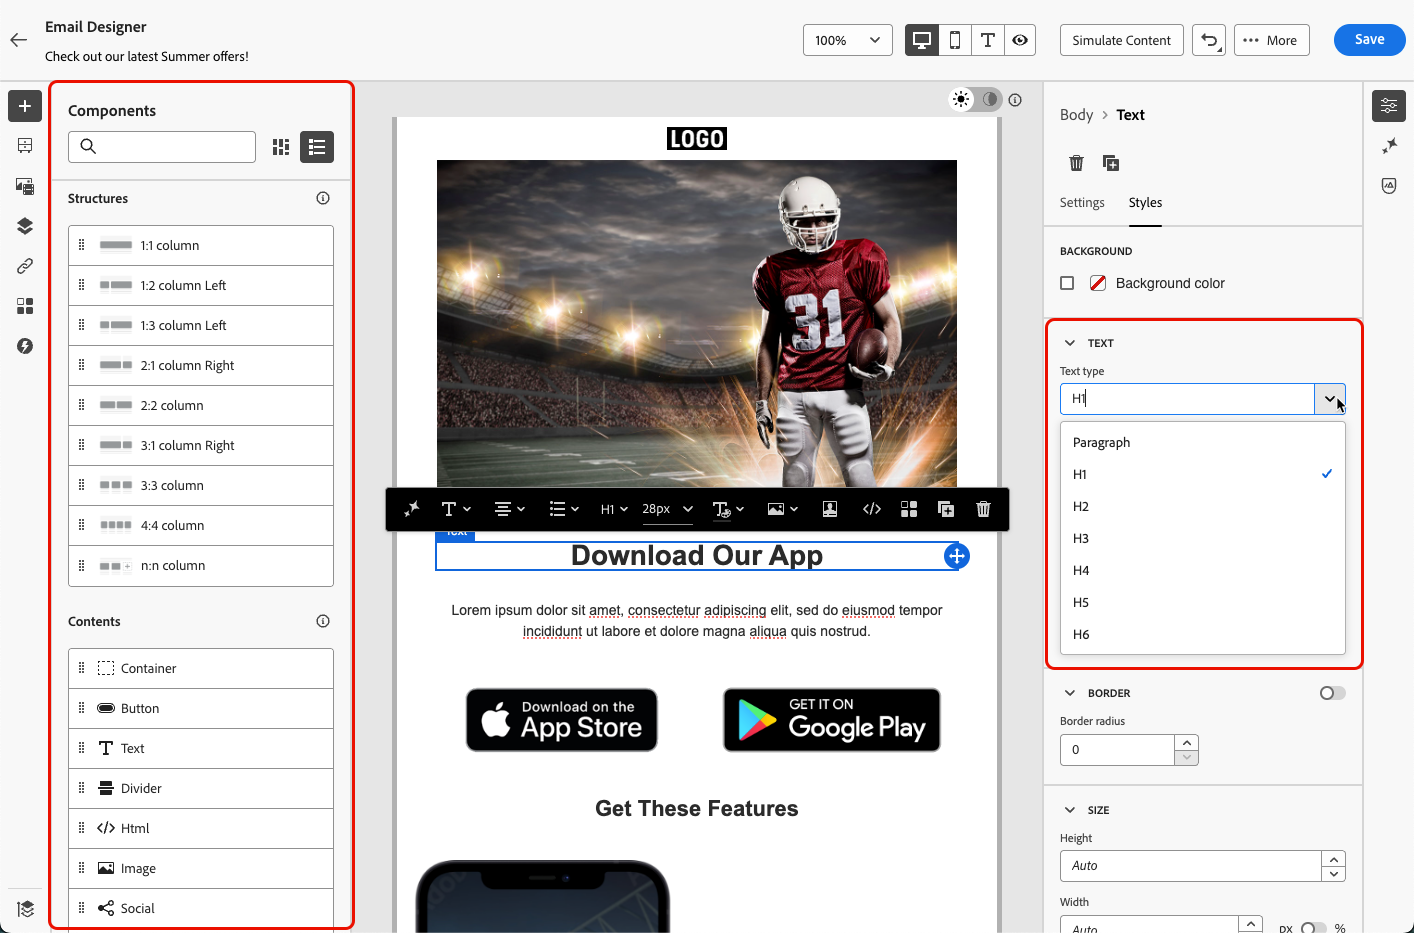 Email Designer
Check out our latest Summer offers!
100%
Simulate Content
More
Save
Components
Structures
1:1 column
1:2 column Left
1:3 column Left
2:1 column Right
2:2 column
3:1 column Right
3:3 column
4:4 column
n:n column
Contents
Container
Button
Text
Divider
Html
Image
Social
LOGO
31
H1
28px
Text
Download Our App
Lorem ipsum dolor sit amet, consectetur adipiscing elit, sed do eiusmod tempor
incididunt ut labore et dolore magna aliqua quis nostrud.
Download on the
App Store
GET IT ON
Google Play
Get These Features
Body > Text
Settings
Styles
BACKGROUND
Background color
TEXT
Text type
H1
Paragraph
H1
H2
H3
H4
H5
H6
BORDER
Border radius
0
SIZE
Height
Auto
Width
Auto
px
%